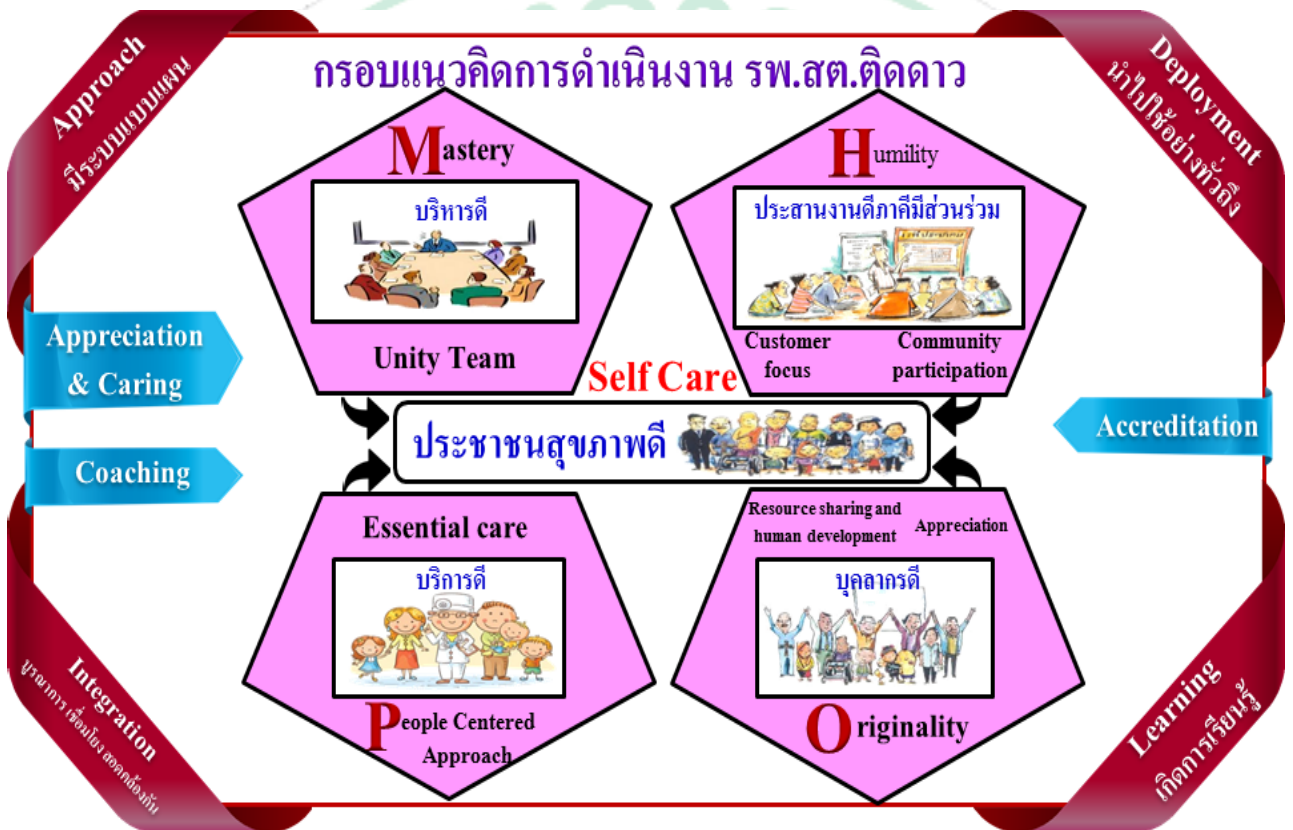 กรอบแนวคิดการดำเนินงาน รพ.สต.ติดดาว
Approach
มีระบบแบบแผน
Deployment
นำไปใช้อย่างทั่วถึง
Mastery
บริหารดี
Unity Team
Humility
ประสานงานดีภาคีมีส่วนร่วม
Customer
focus
Community
participation
Appreciation
& Caring
Coaching
Self Care
ประชาชนสุขภาพดี
Accreditation
Essential care
บริการดี
People Centered
Approach
Resource sharing and
human development
Appreciation
บุคลากรดี
Originality
Integration
บูรณาการ เชื่อมโยง สอดคล้องกัน
Learning
เกิดการเรียนรู้